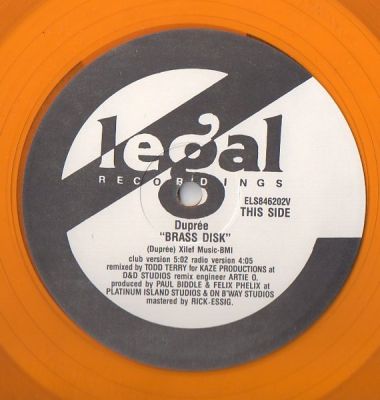 legal
RECORDINGS
ELS846202V
THIS SIDE
Duprée
"BRASS DISK"
(Duprée) Xilef Music-BMI
club version 5:02 radio version 4:05
remixed by TODD TERRY for KAZE PRODUCTIONS at
D&D STUDIOS remix engineer ARTIE O.
produced by PAUL BIDDLE & FELIX PHELIX at
PLATINUM ISLAND STUDIOS & ON B'WAY STUDIOS
mastered by RICK-ESSIG.